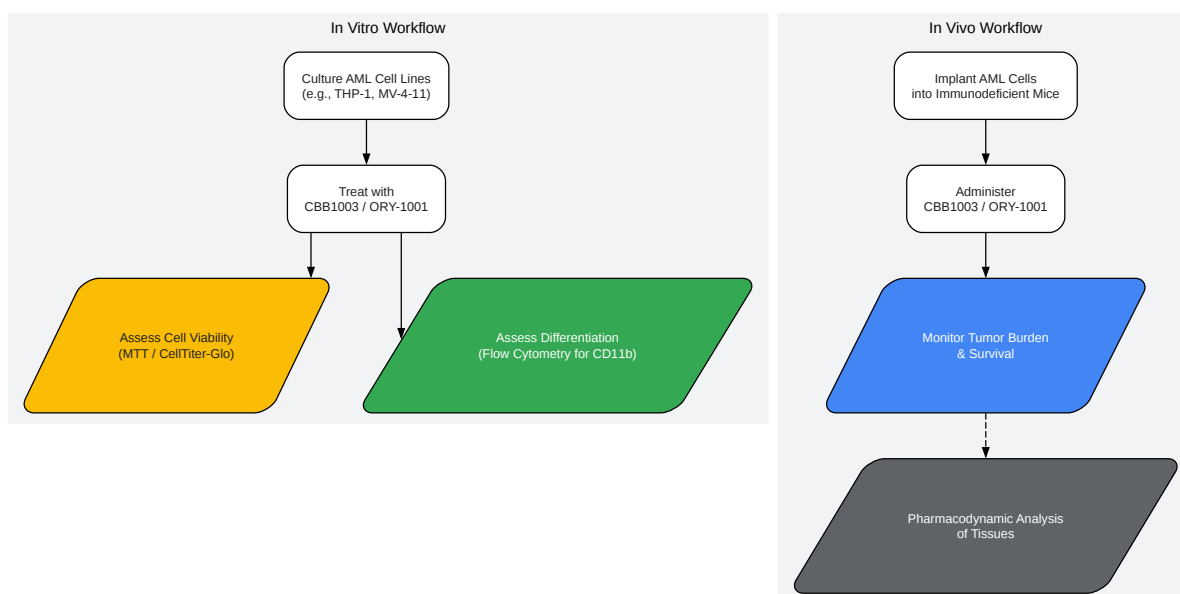 In Vitro Workflow
Culture AML Cell Lines
(e.g., THP-1, MV-4-11)
Treat with
CBB1003 / ORY-1001
Assess Cell Viability
(MTT / CellTiter-Glo)
Assess Differentiation
(Flow Cytometry for CD11b)
In Vivo Workflow
Implant AML Cells
into Immunodeficient Mice
Administer
CBB1003 / ORY-1001
Monitor Tumor Burden
& Survival
Pharmacodynamic Analysis
of Tissues